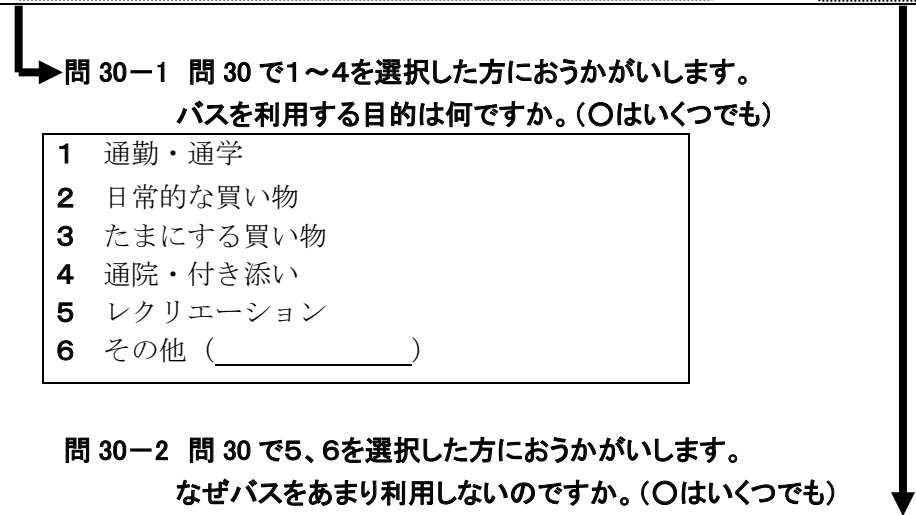 問 30－1 問 30 で１～４を選択した方におうかがいします。
バスを利用する目的は何ですか。（○はいくつでも）
１ 通勤・通学
２ 日常的な買い物
３ たまにする買い物
４ 通院・付き添い
５ レクリエーション
６ その他（＿＿＿＿＿＿＿）
問 30－2 問 30 で５、６を選択した方におうかがいします。
なぜバスをあまり利用しないのですか。（○はいくつでも）